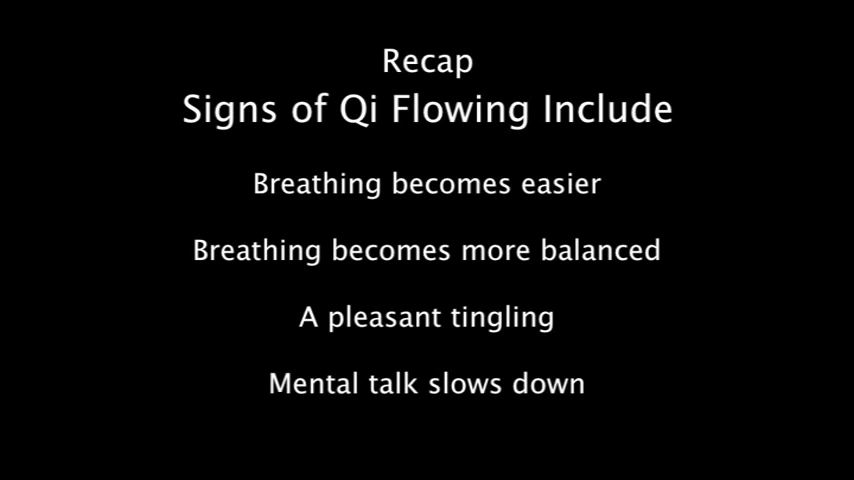 Recap
Signs of Qi Flowing Include
Breathing becomes easier
Breathing becomes more balanced
A pleasant tingling
Mental talk slows down